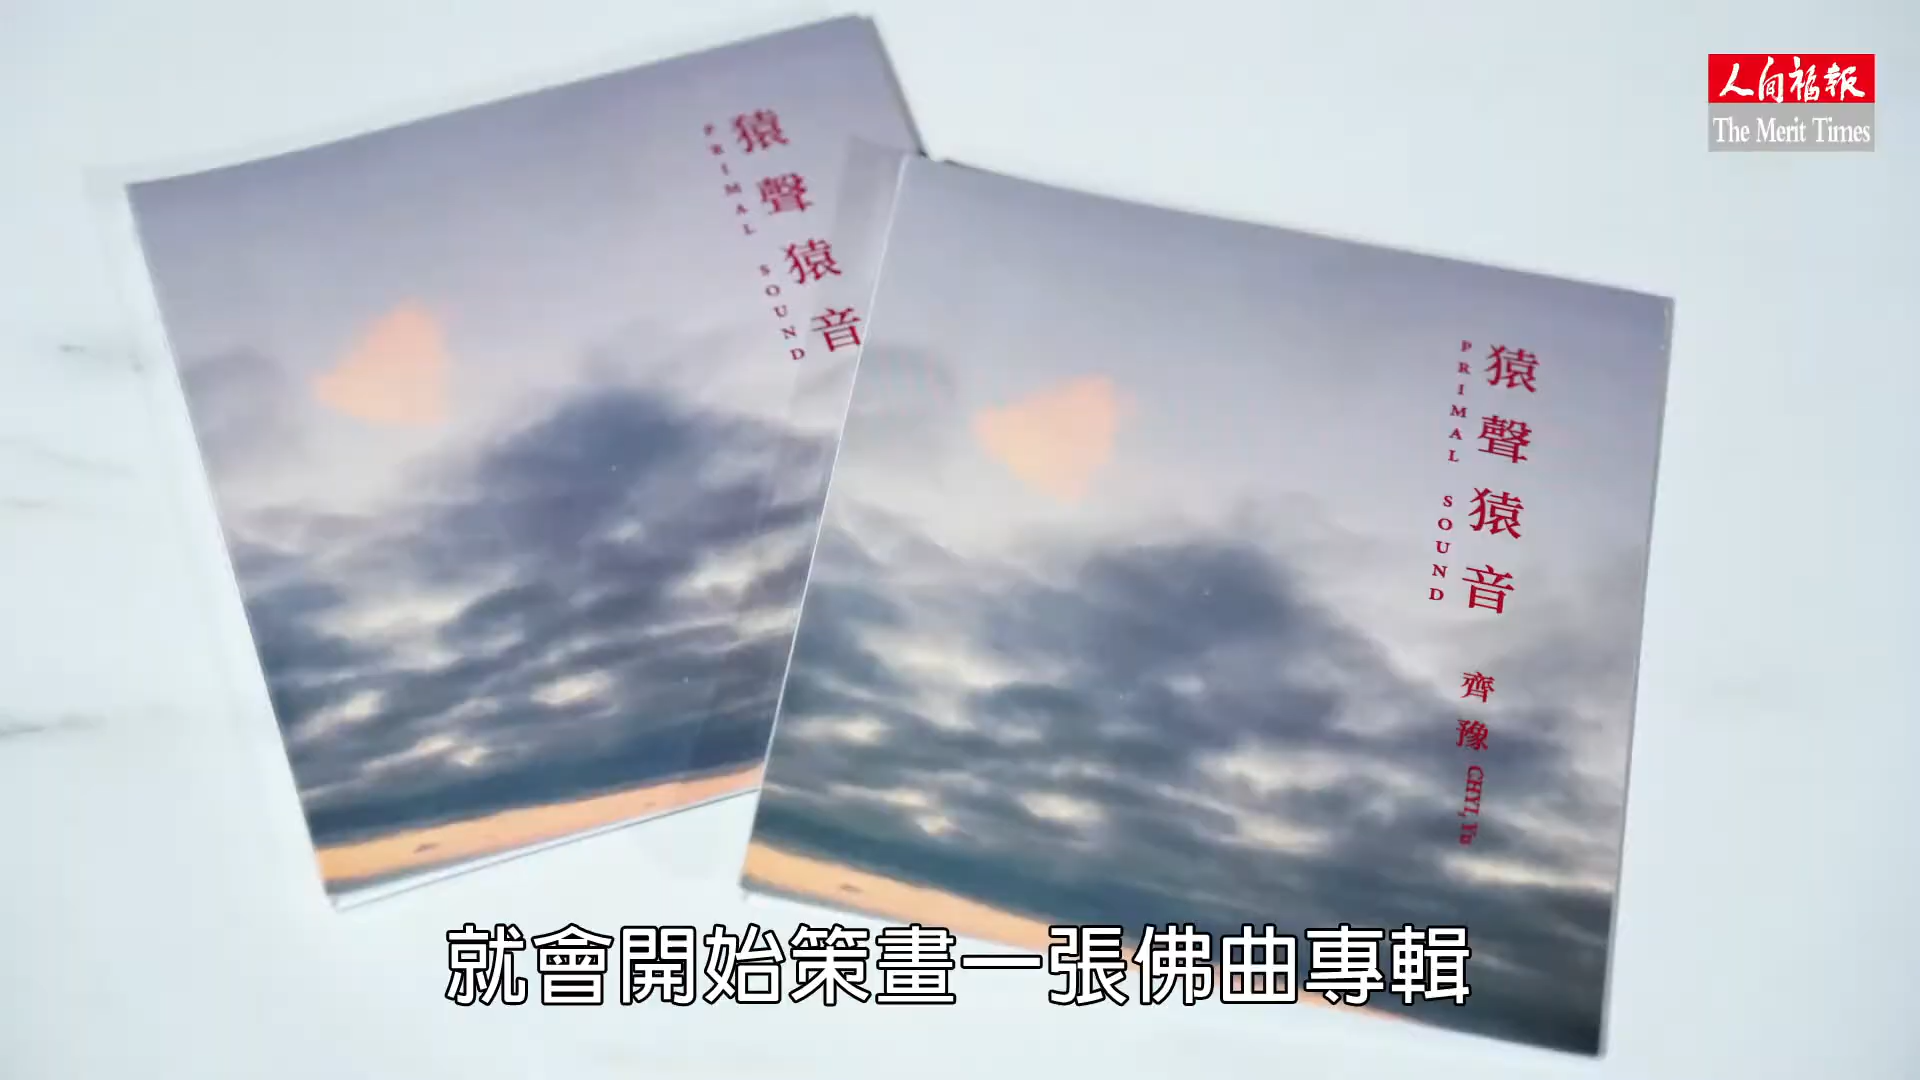 人间福報
The Merit Times
猿聲猿音
PRIMAL SOUND
猿聲猿音
PRIMAL SOUND
齊豫 CHYI, Yu
就會開始策畫一張佛曲專輯